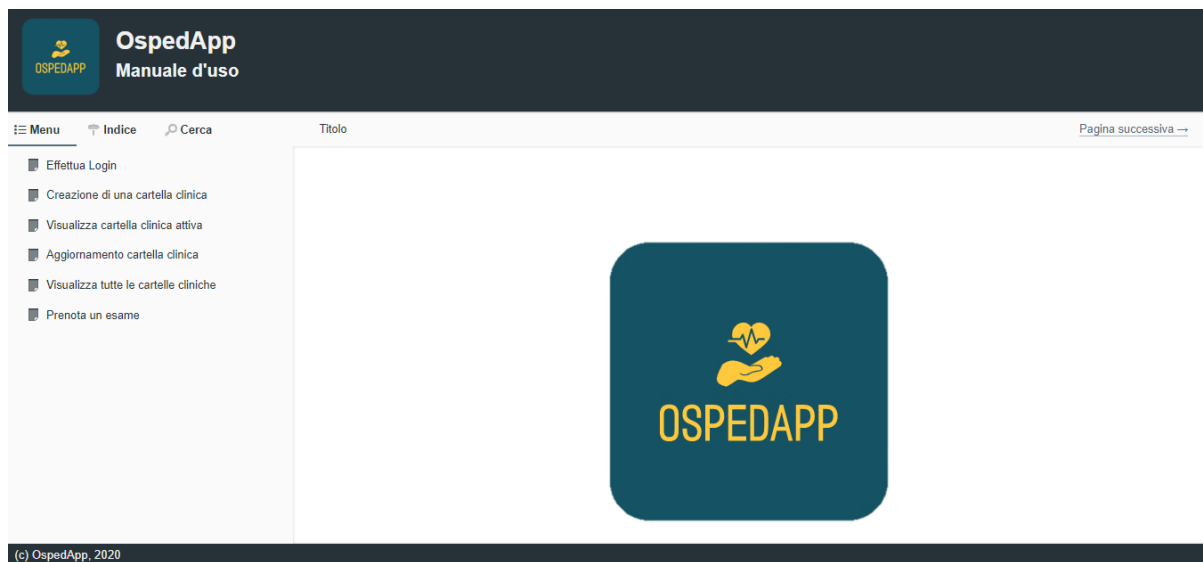 OSPEDAPP
OspedApp
Manuale d'uso
Menu
Indice
Cerca
Titolo
Pagina successiva →
Effettua Login
Creazione di una cartella clinica
Visualizza cartella clinica attiva
Aggiornamento cartella clinica
Visualizza tutte le cartelle cliniche
Prenota un esame
OSPEDAPP
(c) OspedApp, 2020